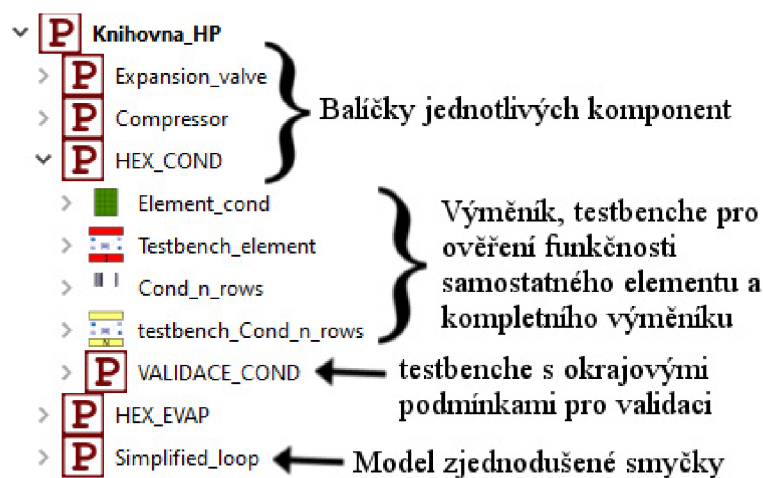 P Knihovna_HP
P Expansion_valve
P Compressor
P HEX_COND
Balíčky jednotlivých komponent
Element_cond
Testbench_element
Cond_n_rows
testbench_Cond_n_rows
Výměník, testbenche pro
ověření funkčnosti
samostatného elementu a
kompletního výměníku
P VALIDACE_COND
testbenche s okrajovými
podmínkami pro validaci
P HEX_EVAP
P Simplified_loop
Model zjednodušené smyčky